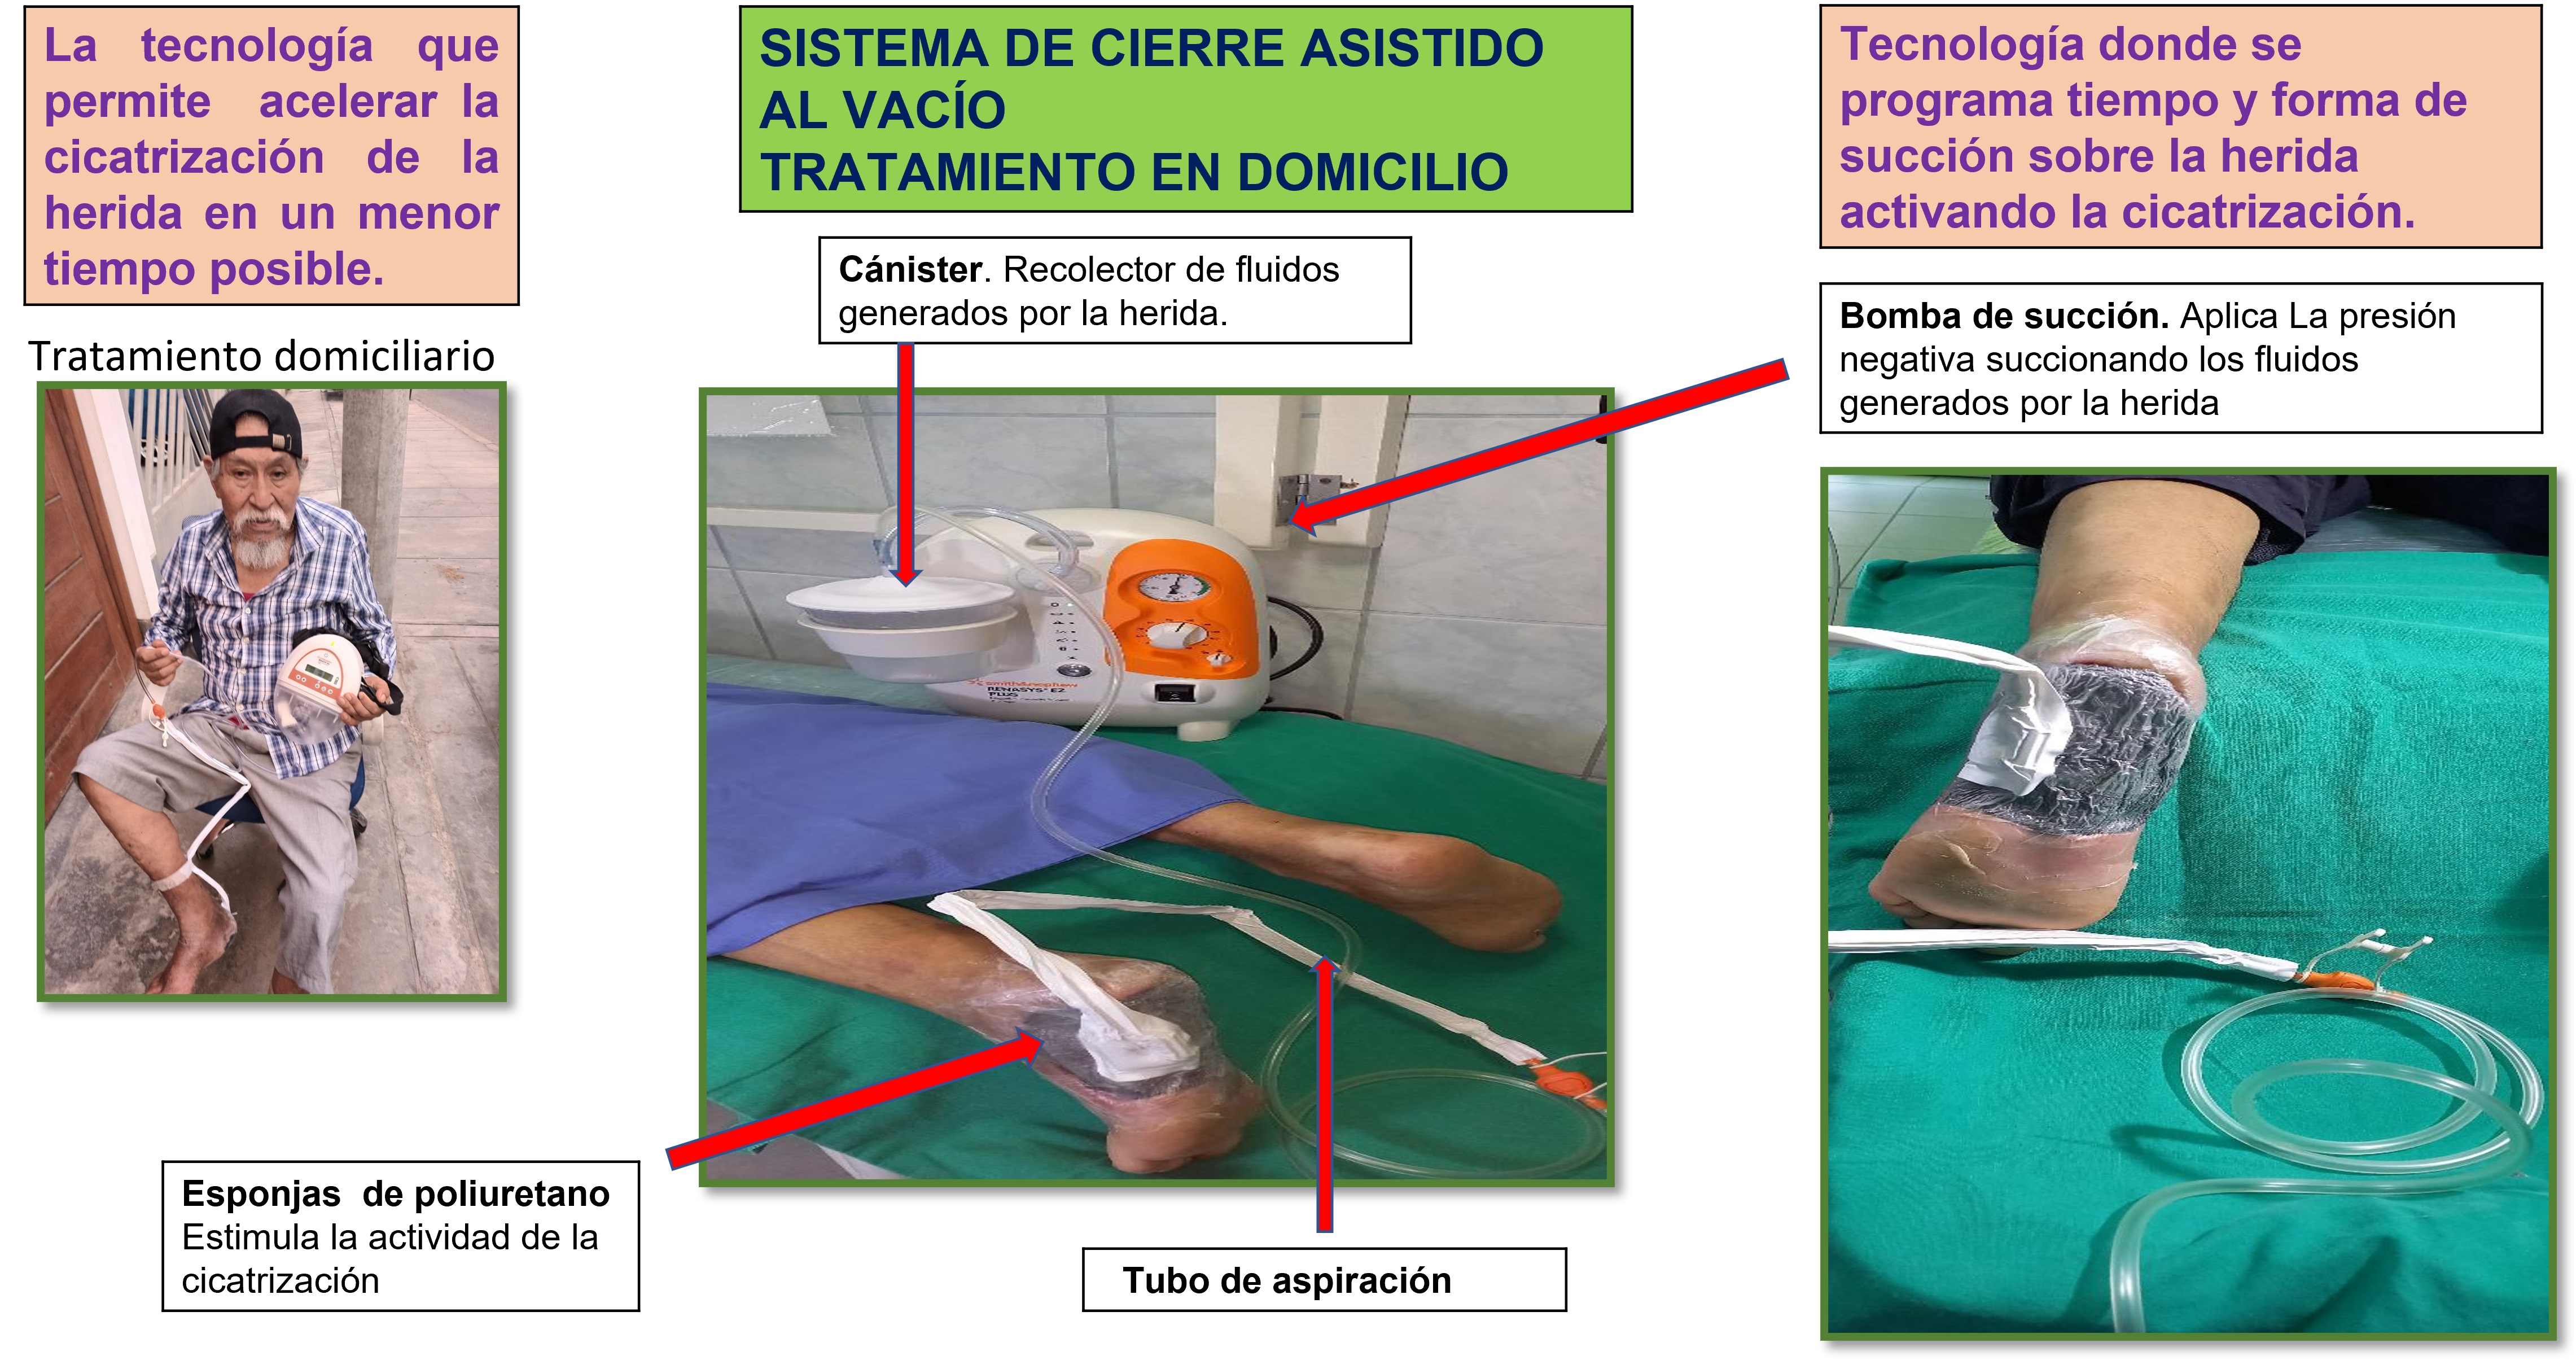 La tecnología que
permite acelerar la
cicatrización de la
herida en un menor
tiempo posible.
SISTEMA DE CIERRE ASISTIDO
AL VACÍO
TRATAMIENTO EN DOMICILIO
Tecnología donde se
programa tiempo y forma de
succión sobre la herida
activando la cicatrización.
Cánister. Recolector de fluidos
generados por la herida.
Bomba de succión. Aplica La presión
negativa succionando los fluidos
generados por la herida
Tratamiento domiciliario
smith&nephew
RENASYS EZ
PLUS
Esponjas de poliuretano
Estimula la actividad de la
cicatrización
Tubo de aspiración